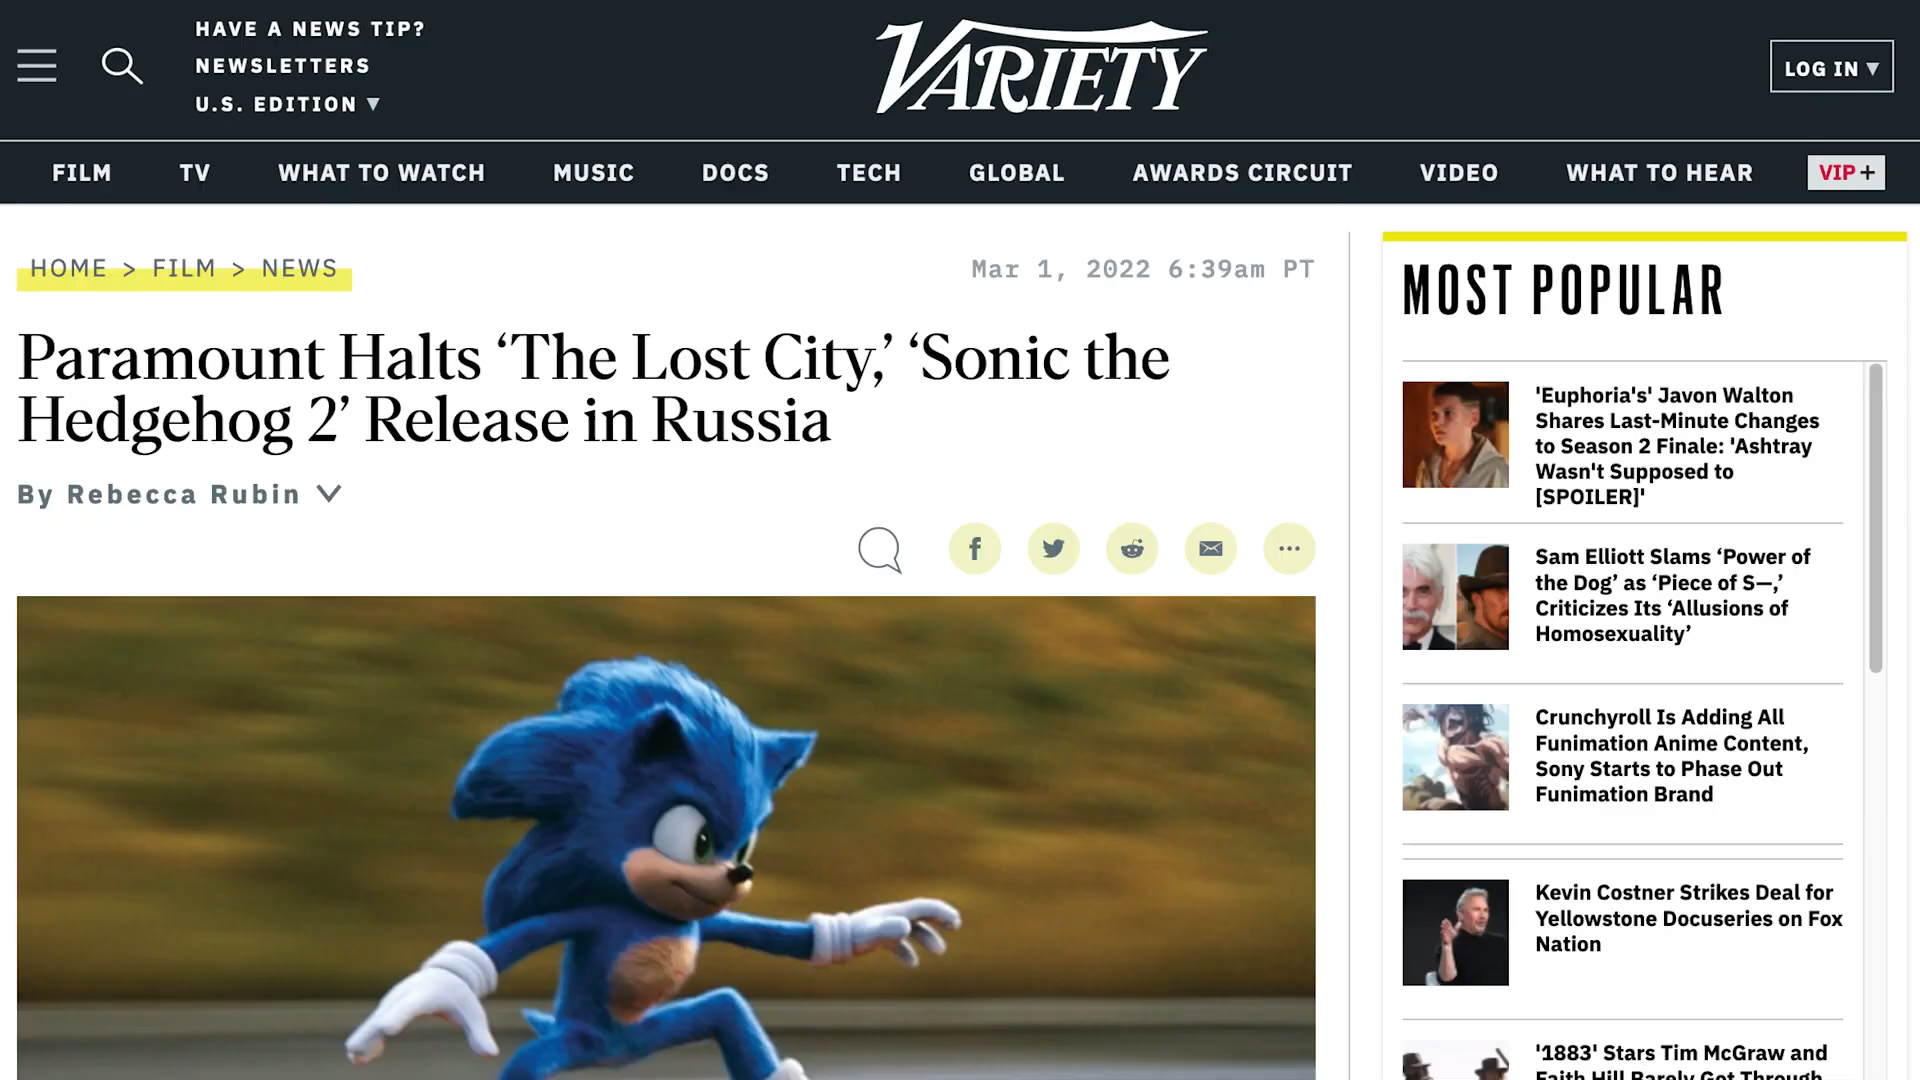 HAVE A NEWS TIP?
NEWSLETTERS
U.S. EDITION ▼
VARIETY
LOG IN ▼
FILM TV WHAT TO WATCH MUSIC DOCS TECH GLOBAL AWARDS CIRCUIT VIDEO WHAT TO HEAR VIP+
HOME > FILM > NEWS
Mar 1, 2022 6:39am PT
Paramount Halts ‘The Lost City,’ ‘Sonic the
Hedgehog 2’ Release in Russia
By Rebecca Rubin
MOST POPULAR
'Euphoria's' Javon Walton
Shares Last-Minute Changes
to Season 2 Finale: 'Ashtray
Wasn't Supposed to
[SPOILER]'
Sam Elliott Slams ‘Power of
the Dog’ as ‘Piece of S—,’
Criticizes Its ‘Allusions of
Homosexuality’
Crunchyroll Is Adding All
Funimation Anime Content,
Sony Starts to Phase Out
Funimation Brand
Kevin Costner Strikes Deal for
Yellowstone Docuseries on Fox
Nation
'1883' Stars Tim McGraw and
Faith Hill Barely Got Through